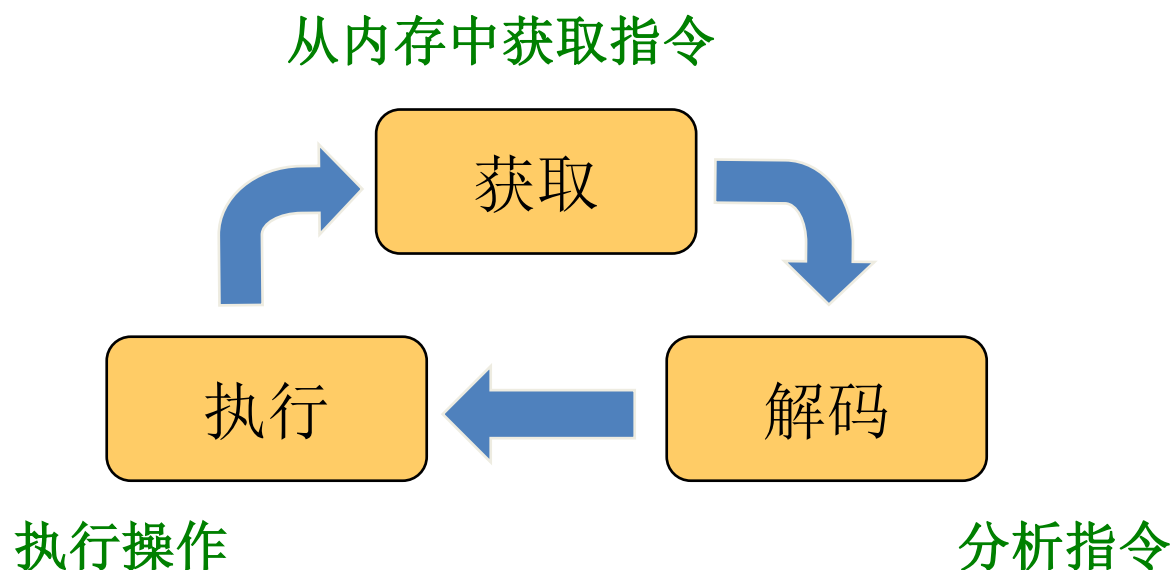 从内存中获取指令
获取
执行
解码
执行操作
分析指令